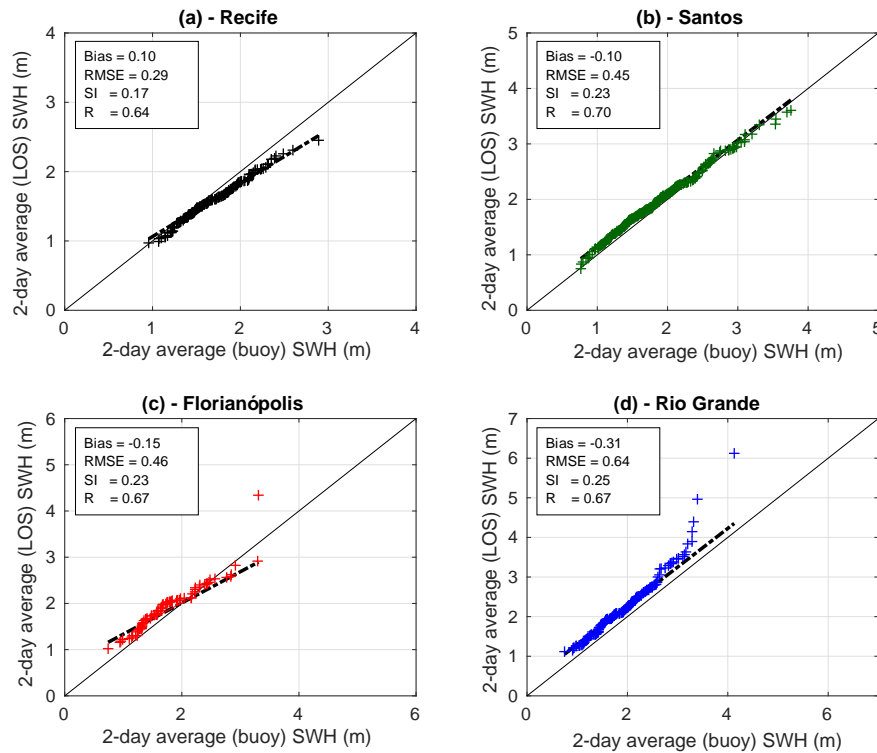 (a) - Recife
Bias = 0.10
RMSE = 0.29
SI = 0.17
R = 0.64
2-day average (LOS) SWH (m)
4
3
2
1
0
0 1 2 3 4
2-day average (buoy) SWH (m)
(b) - Santos
Bias = -0.10
RMSE = 0.45
SI = 0.23
R = 0.70
2-day average (LOS) SWH (m)
5
4
3
2
1
0
0 1 2 3 4 5
2-day average (buoy) SWH (m)
(c) - Florianópolis
Bias = -0.15
RMSE = 0.46
SI = 0.23
R = 0.67
2-day average (LOS) SWH (m)
6
5
4
3
2
1
0
0 2 4 6
2-day average (buoy) SWH (m)
(d) - Rio Grande
Bias = -0.31
RMSE = 0.64
SI = 0.25
R = 0.67
2-day average (LOS) SWH (m)
7
6
5
4
3
2
1
0
0 2 4 6
2-day average (buoy) SWH (m)